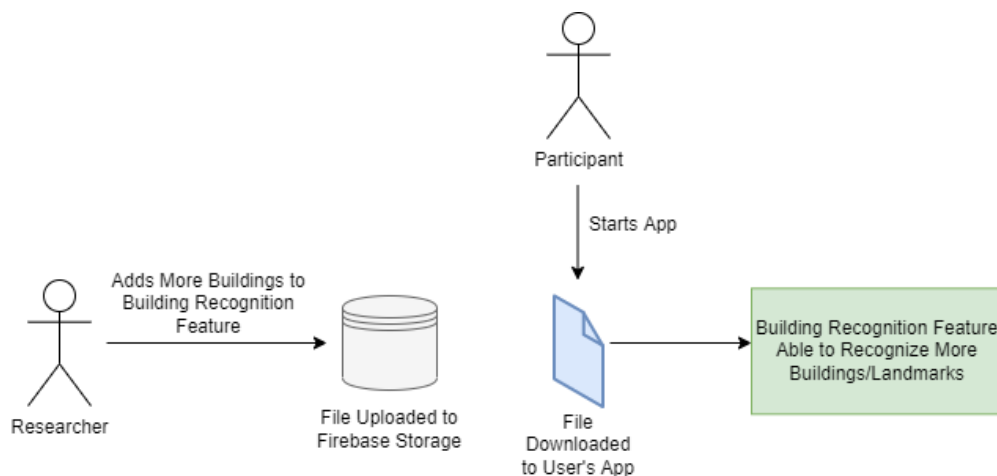 Participant
Starts App
Adds More Buildings to
Building Recognition
Feature
Researcher
File Uploaded to
Firebase Storage
File
Downloaded
to User's App
Building Recognition Feature
Able to Recognize More
Buildings/Landmarks